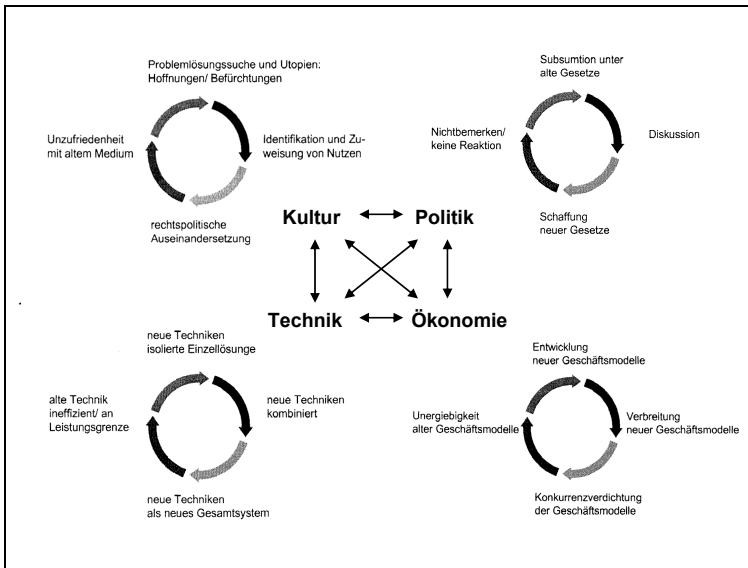 Problemlösungssuche und Utopien:
Hoffnungen/ Befürchtungen
Unzufriedenheit
mit altem Medium
Identifikation und Zu-
weisung von Nutzen
rechtspolitische
Auseinandersetzung
Subsumtion unter
alte Gesetze
Nichtbemerken/
keine Reaktion
Diskussion
Schaffung
neuer Gesetze
Kultur
Politik
Technik
Ökonomie
neue Techniken
isolierte Einzellösunge
alte Technik
ineffizient/ an
Leistungsgrenze
neue Techniken
kombiniert
neue Techniken
als neues Gesamtsystem
Entwicklung
neuer Geschäftsmodelle
Unergiebigkeit
alter Geschäftsmodelle
Verbreitung
neuer Geschäftsmodelle
Konkurrenzverdichtung
der Geschäftsmodelle